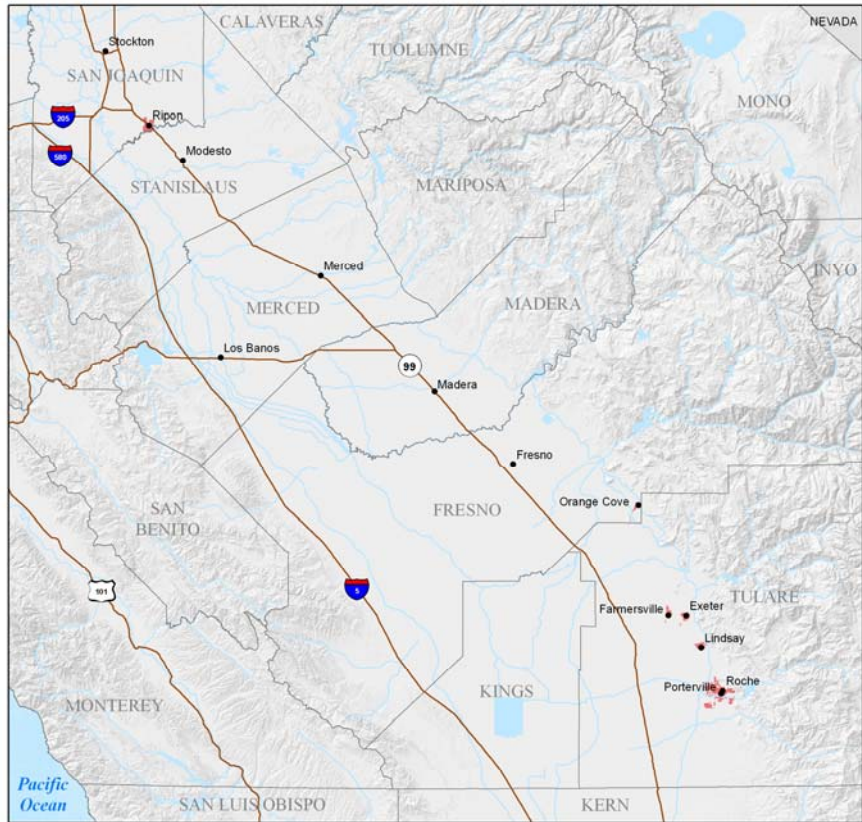 CALAVERAS
NEVADA
Stockton
TUOLUMNE
SAN JOAQUIN
MONO
205
Ripon
580
Modesto
STANISLAUS
MARIPOSA
Merced
INYO
MERCED
MADERA
Los Banos
99
Madera
Fresno
Orange Cove
SAN
BENITO
FRESNO
101
5
TULARE
Farmersville
Exeter
Lindsay
Porterville
Roche
KINGS
MONTEREY
Pacific
Ocean
SAN LUIS OBISPO
KERN